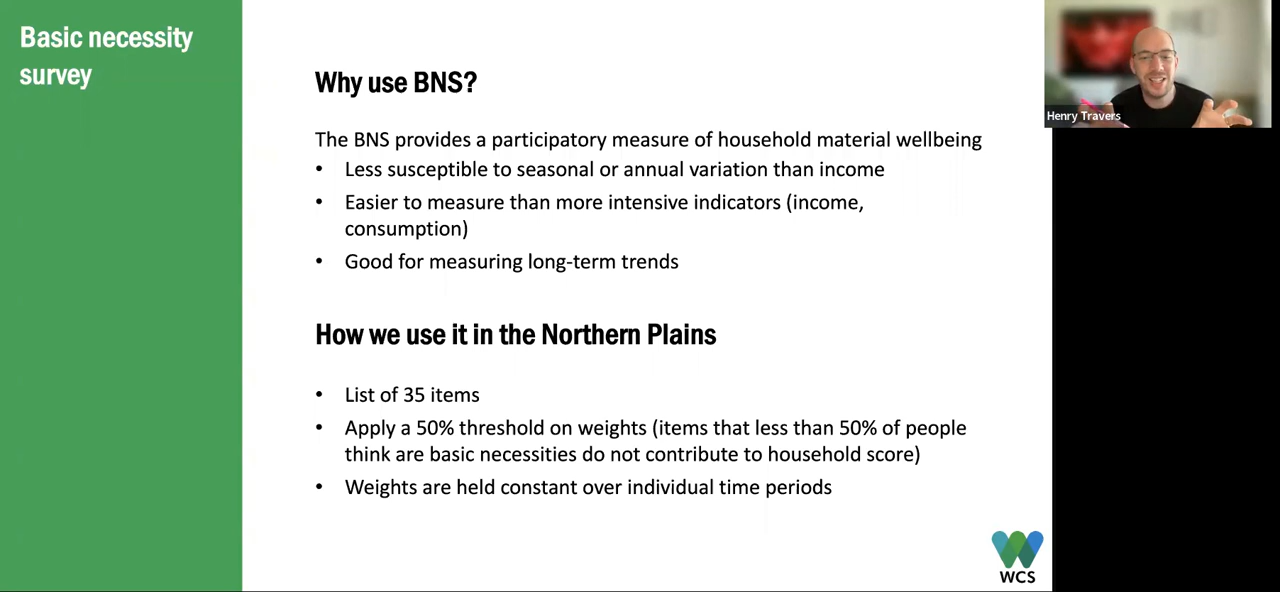 Basic necessity
survey
Why use BNS?
The BNS provides a participatory measure of household material wellbeing
• Less susceptible to seasonal or annual variation than income
• Easier to measure than more intensive indicators (income,
consumption)
• Good for measuring long-term trends
How we use it in the Northern Plains
• List of 35 items
• Apply a 50% threshold on weights (items that less than 50% of people
think are basic necessities do not contribute to household score)
• Weights are held constant over individual time periods
WCS
Henry Travers